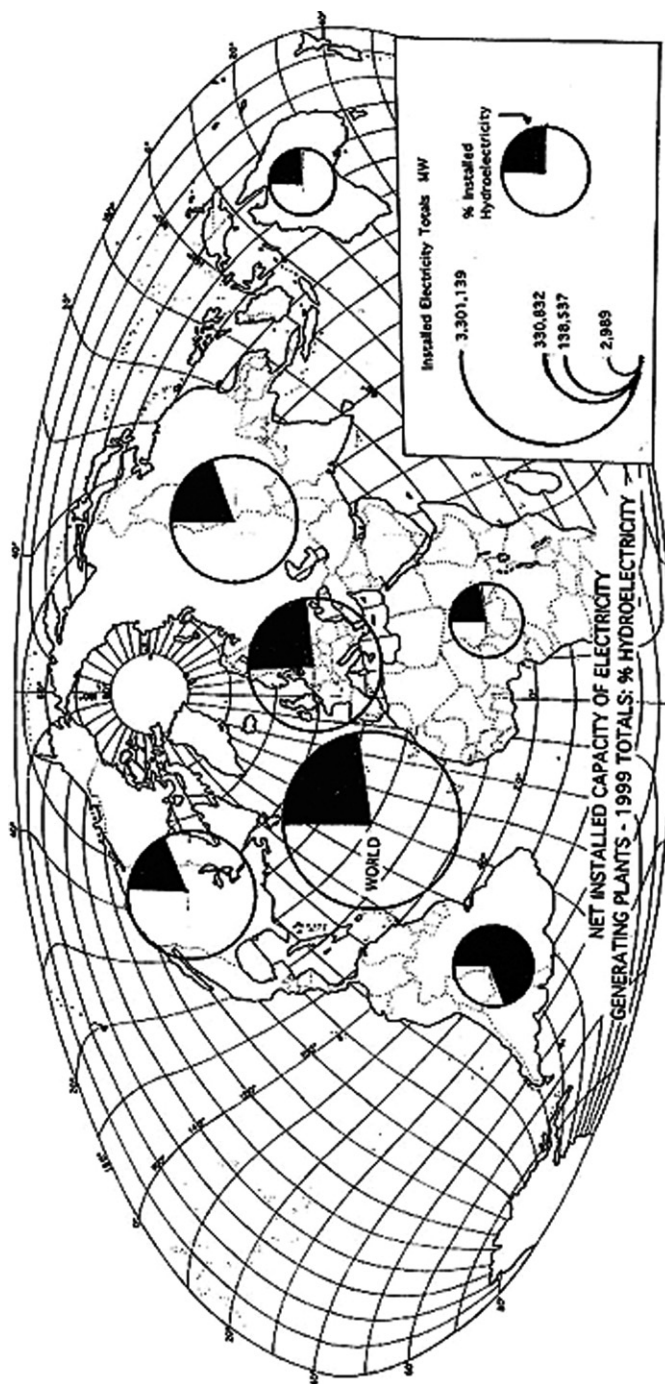 WORLD
NET INSTALLED CAPACITY OF ELECTRICITY
GENERATING PLANTS - 1999 TOTALS: % HYDROELECTRICITY
Installed Electricity Totals MW
3,301,139
330,832
138,537
2,989
% Installed
Hydroelectricity